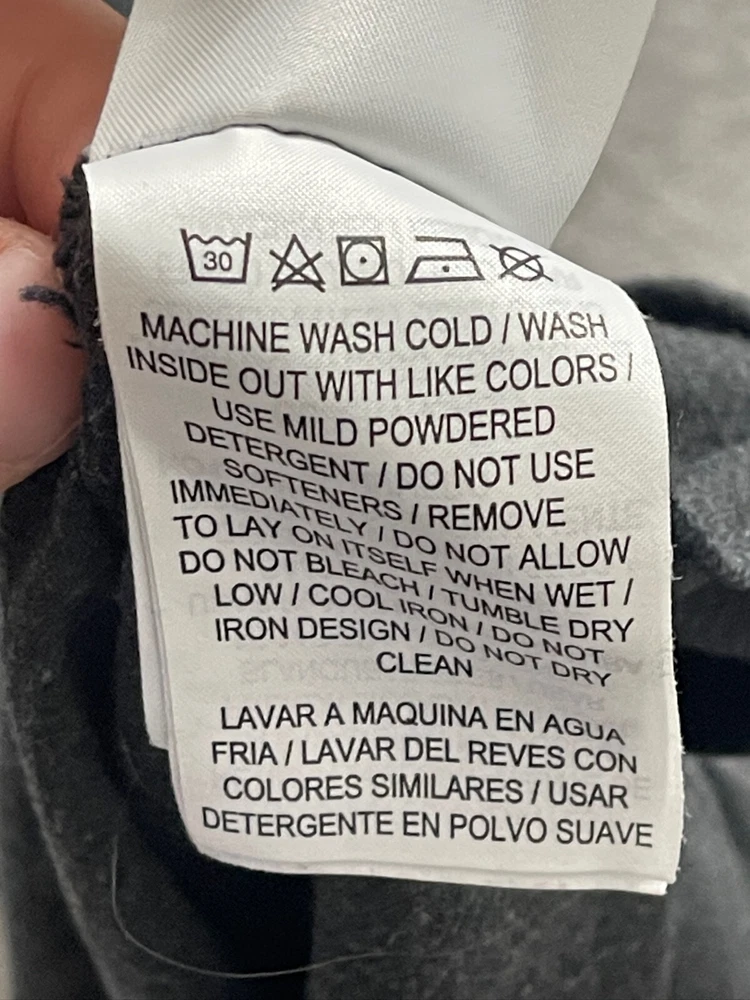 30
MACHINE WASH COLD / WASH
INSIDE OUT WITH LIKE COLORS /
USE MILD POWDERED
DETERGENT / DO NOT USE
SOFTENERS / REMOVE
IMMEDIATELY / DO NOT ALLOW
TO LAY ON ITSELF WHEN WET /
DO NOT BLEACH / TUMBLE DRY
LOW / COOL IRON / DO NOT
IRON DESIGN / DO NOT DRY
CLEAN
LAVAR A MAQUINA EN AGUA
FRIA / LAVAR DEL REVES CON
COLORES SIMILARES / USAR
DETERGENTE EN POLVO SUAVE